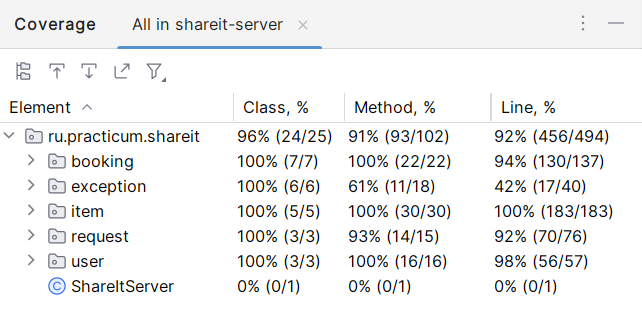 Coverage All in shareit-server
Element Class, % Method, % Line, %
ru.practicum.shareit 96% (24/25) 91% (93/102) 92% (456/494)
booking 100% (7/7) 100% (22/22) 94% (130/137)
exception 100% (6/6) 61% (11/18) 42% (17/40)
item 100% (5/5) 100% (30/30) 100% (183/183)
request 100% (3/3) 93% (14/15) 92% (70/76)
user 100% (3/3) 100% (16/16) 98% (56/57)
C ShareItServer 0% (0/1) 0% (0/1) 0% (0/1)